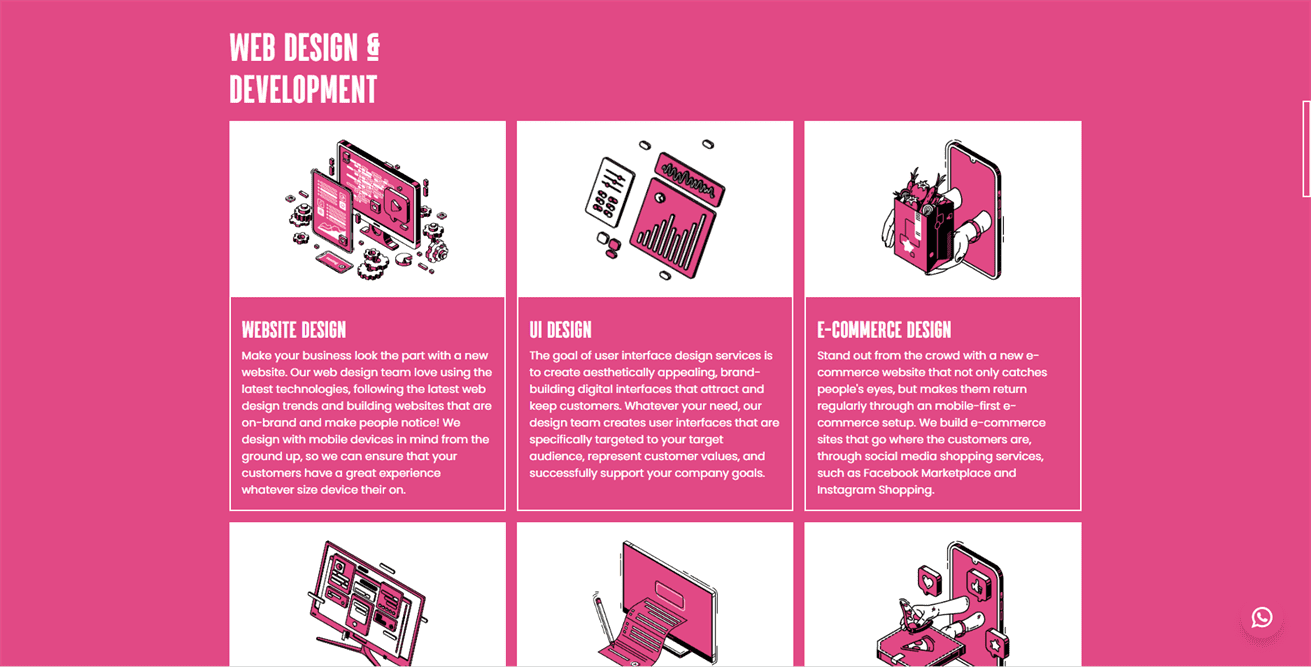 WEB DESIGN &
DEVELOPMENT
WEBSITE DESIGN
Make your business look the part with a new
website. Our web design team love using the
latest technologies, following the latest web
design trends and building websites that are
on-brand and make people notice! We
design with mobile devices in mind from the
ground up, so we can ensure that your
customers have a great experience
whatever size device their on.
UI DESIGN
The goal of user interface design services is
to create aesthetically appealing, brand-
building digital interfaces that attract and
keep customers. Whatever your need, our
design team creates user interfaces that are
specifically targeted to your target
audience, represent customer values, and
successfully support your company goals.
E-COMMERCE DESIGN
Stand out from the crowd with a new e-
commerce website that not only catches
people's eyes, but makes them return
regularly through an mobile-first e-
commerce setup. We build e-commerce
sites that go where the customers are,
through social media shopping services,
such as Facebook Marketplace and
Instagram Shopping.